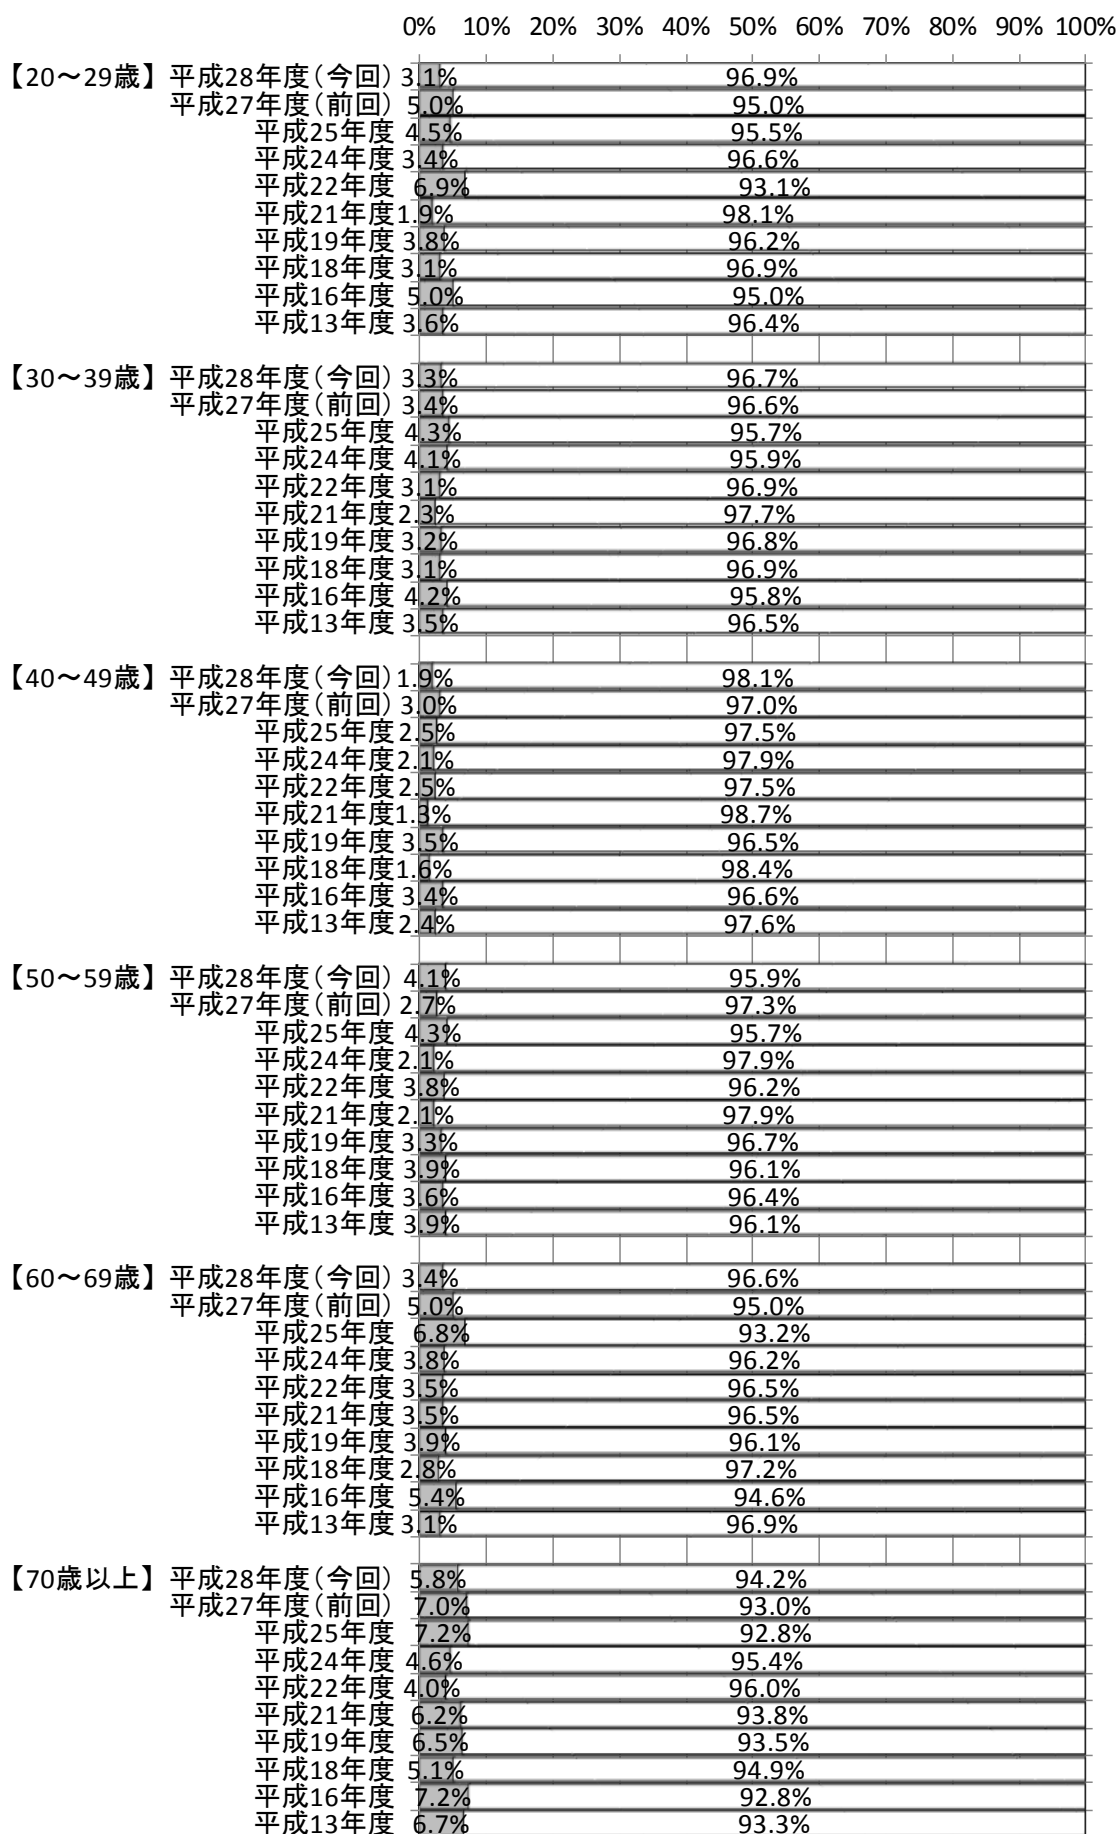 0% 10% 20% 30% 40% 50% 60% 70% 80% 90% 100%
【20～29歳】平成28年度（今回） 3.1% 96.9%
平成27年度（前回） 5.0% 95.0%
平成25年度 4.5% 95.5%
平成24年度 3.4% 96.6%
平成22年度 6.9% 93.1%
平成21年度 1.9% 98.1%
平成19年度 3.8% 96.2%
平成18年度 3.1% 96.9%
平成16年度 5.0% 95.0%
平成13年度 3.6% 96.4%
【30～39歳】平成28年度（今回） 3.3% 96.7%
平成27年度（前回） 3.4% 96.6%
平成25年度 4.3% 95.7%
平成24年度 4.1% 95.9%
平成22年度 3.1% 96.9%
平成21年度 2.3% 97.7%
平成19年度 3.2% 96.8%
平成18年度 3.1% 96.9%
平成16年度 4.2% 95.8%
平成13年度 3.5% 96.5%
【40～49歳】平成28年度（今回） 1.9% 98.1%
平成27年度（前回） 3.0% 97.0%
平成25年度 2.5% 97.5%
平成24年度 2.1% 97.9%
平成22年度 2.5% 97.5%
平成21年度 1.3% 98.7%
平成19年度 3.5% 96.5%
平成18年度 1.6% 98.4%
平成16年度 3.4% 96.6%
平成13年度 2.4% 97.6%
【50～59歳】平成28年度（今回） 4.1% 95.9%
平成27年度（前回） 2.7% 97.3%
平成25年度 4.3% 95.7%
平成24年度 2.1% 97.9%
平成22年度 3.8% 96.2%
平成21年度 2.1% 97.9%
平成19年度 3.3% 96.7%
平成18年度 3.9% 96.1%
平成16年度 3.6% 96.4%
平成13年度 3.9% 96.1%
【60～69歳】平成28年度（今回） 3.4% 96.6%
平成27年度（前回） 5.0% 95.0%
平成25年度 6.8% 93.2%
平成24年度 3.8% 96.2%
平成22年度 3.5% 96.5%
平成21年度 3.5% 96.5%
平成19年度 3.9% 96.1%
平成18年度 2.8% 97.2%
平成16年度 5.4% 94.6%
平成13年度 3.1% 96.9%
【70歳以上】平成28年度（今回） 5.8% 94.2%
平成27年度（前回） 7.0% 93.0%
平成25年度 7.2% 92.8%
平成24年度 4.6% 95.4%
平成22年度 4.0% 96.0%
平成21年度 6.2% 93.8%
平成19年度 6.5% 93.5%
平成18年度 5.1% 94.9%
平成16年度 7.2% 92.8%
平成13年度 6.7% 93.3%